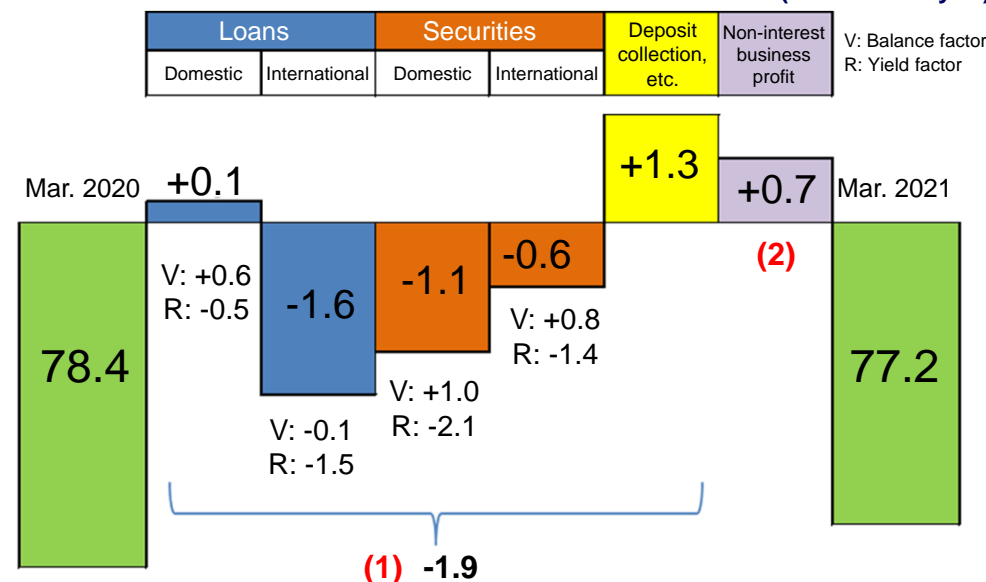 Loans
Securities
Deposit
collection,
etc.
Non-interest
business
profit
V: Balance factor
R: Yield factor
Domestic
International
Domestic
International
Mar. 2020
+0.1
+1.3
+0.7
Mar. 2021
(2)
V: +0.6
R: -0.5
-1.6
-1.1
-0.6
V: +0.8
R: -1.4
78.4
77.2
V: +1.0
R: -2.1
V: -0.1
R: -1.5
(1) -1.9